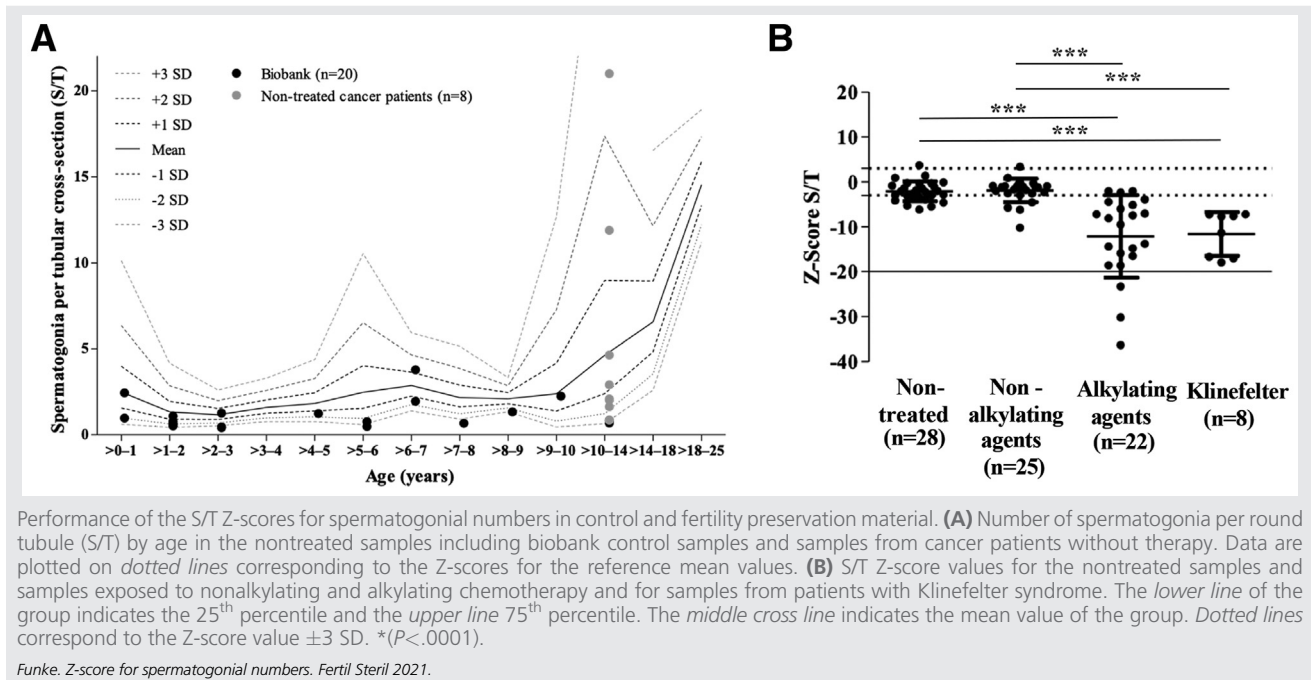 A
B
Spermatogonia per tubular cross-section (S/T)
20
15
10
5
0
+3 SD
+2 SD
+1 SD
Mean
-1 SD
-2 SD
-3 SD
Biobank (n=20)
Non-treated cancer patients (n=8)
>0–1 >1–2 >2–3 >3–4 >4–5 >5–6 >6–7 >7–8 >8–9 >9–10 >10–14 >14–18 >18–25
Age (years)
***
***
***
***
Z-Score S/T
20
10
0
-10
-20
-30
-40
Non-
treated
(n=28)
Non -
alkylating
agents
(n=25)
Alkylating
agents
(n=22)
Klinefelter
(n=8)
Performance of the S/T Z-scores for spermatogonial numbers in control and fertility preservation material. (A) Number of spermatogonia per round
tubule (S/T) by age in the nontreated samples including biobank control samples and samples from cancer patients without therapy. Data are
plotted on dotted lines corresponding to the Z-scores for the reference mean values. (B) S/T Z-score values for the nontreated samples and
samples exposed to nonalkylating and alkylating chemotherapy and for samples from patients with Klinefelter syndrome. The lower line of the
group indicates the 25th percentile and the upper line 75th percentile. The middle cross line indicates the mean value of the group. Dotted lines
correspond to the Z-score value ±3 SD. *(P<.0001).
Funke. Z-score for spermatogonial numbers. Fertil Steril 2021.